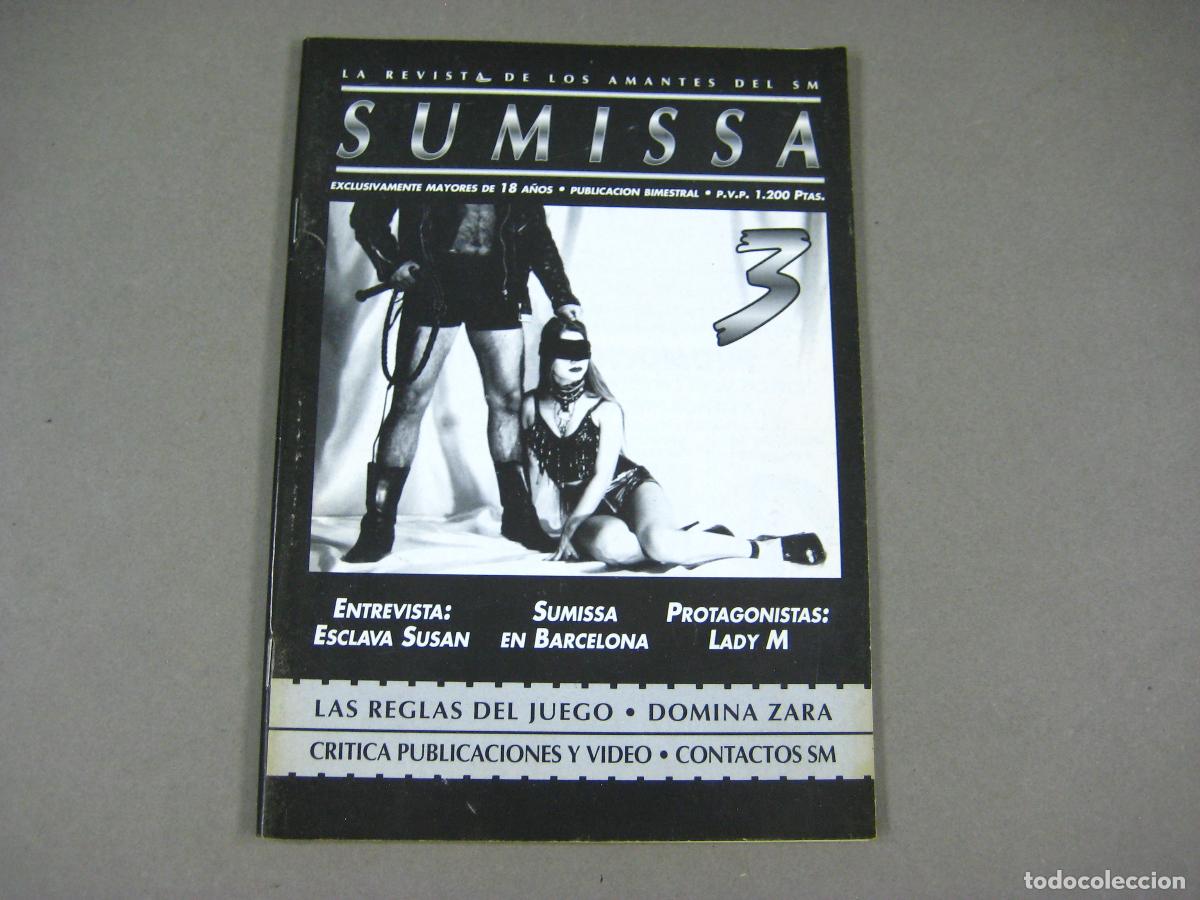 LA REVISTA DE LOS AMANTES DEL SM
SUMISSA
EXCLUSIVAMENTE MAYORES DE 18 AÑOS • PUBLICACION BIMESTRAL • P.V.P. 1.200 PTAS.
3
ENTREVISTA: ESCLAVA SUSAN
SUMISSA EN BARCELONA
PROTAGONISTAS: LADY M
LAS REGLAS DEL JUEGO • DOMINA ZARA
CRITICA PUBLICACIONES Y VIDEO • CONTACTOS SM
todocoleccion